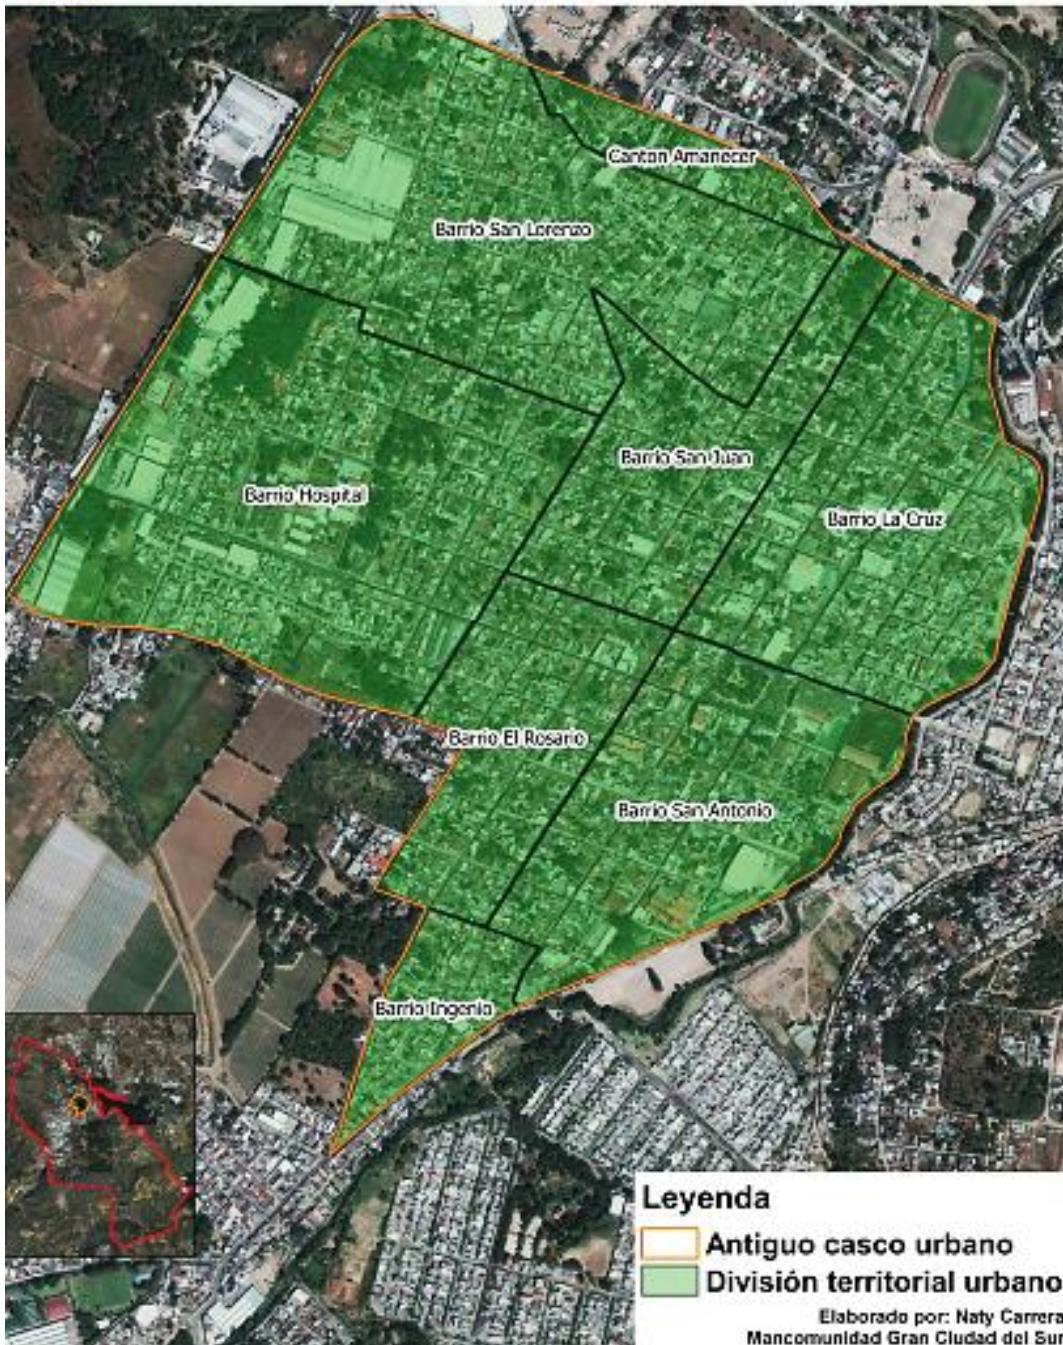 Canton Amanecer
Barrio San Lorenzo
Barrio San Juan
Barrio Hospital
Barrio La Cruz
Barrio El Rosario
Barrio San Antonio
Barrio Ingenio
Leyenda
Antiguo casco urbano
División territorial urbano
Elaborado por: Naty Carrera
Mancomunidad Gran Ciudad del Sur